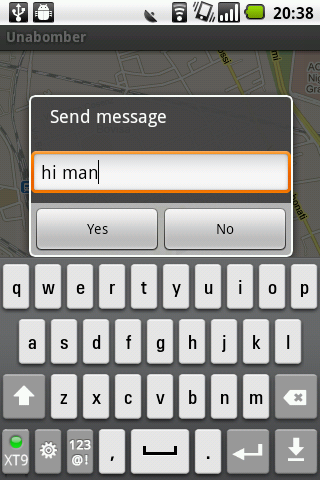 20:38
Unabomber
Send message
hi man
Yes No
q w e r t y u i o p
a s d f g h j k l
z x c v b n m
XT9 123 @! , .